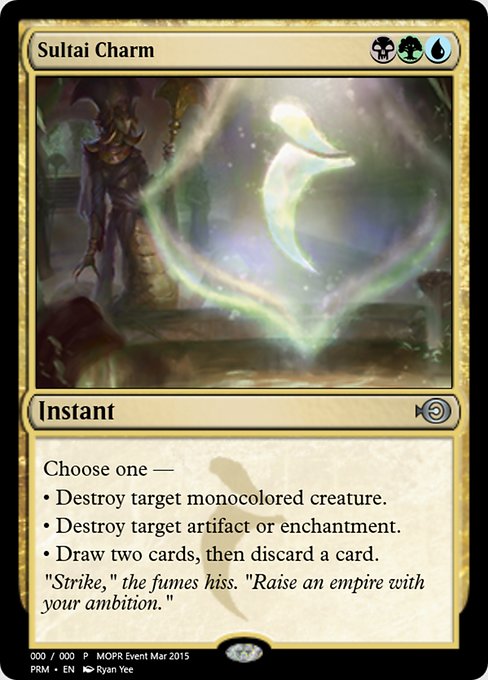 Sultai Charm
Instant
Choose one —
• Destroy target monocolored creature.
• Destroy target artifact or enchantment.
• Draw two cards, then discard a card.
"Strike," the fumes hiss. "Raise an empire with
your ambition."
000 / 000 P MOPR Event Mar 2015
PRM • EN Ryan Yee